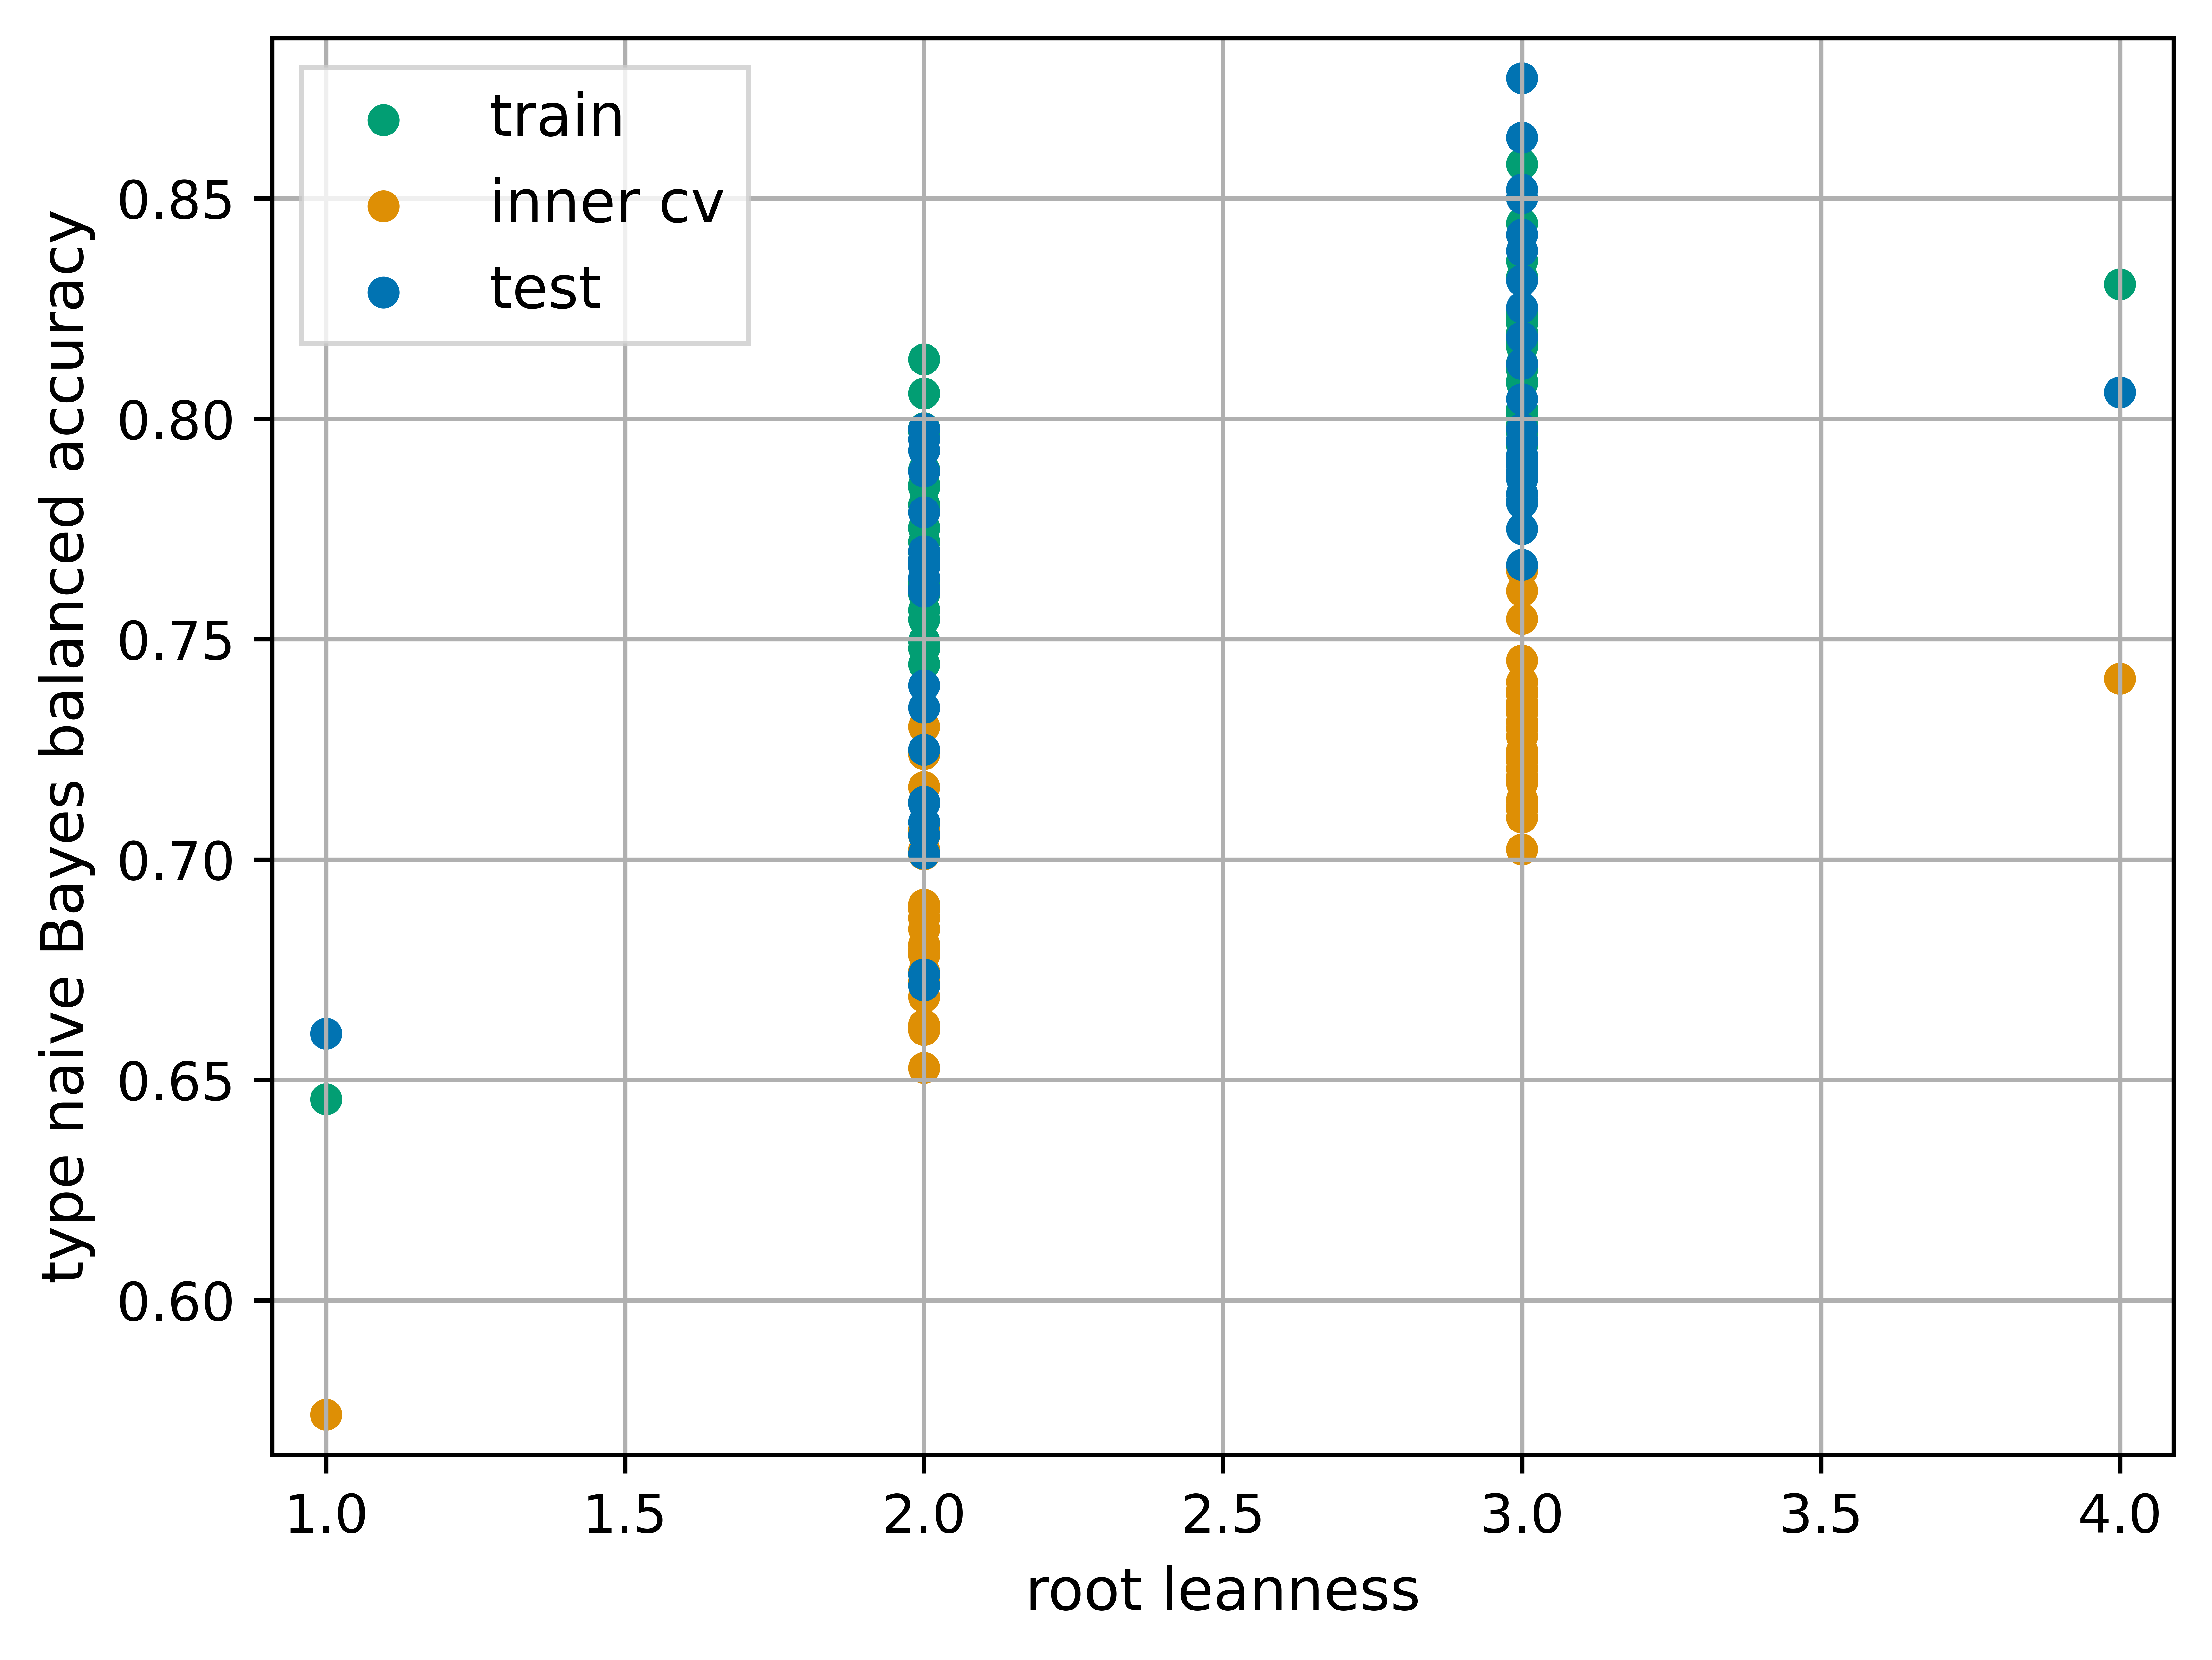 train
inner cv
test
type naive Bayes balanced accuracy
0.85
0.80
0.75
0.70
0.65
0.60
1.0 1.5 2.0 2.5 3.0 3.5 4.0
root leanness